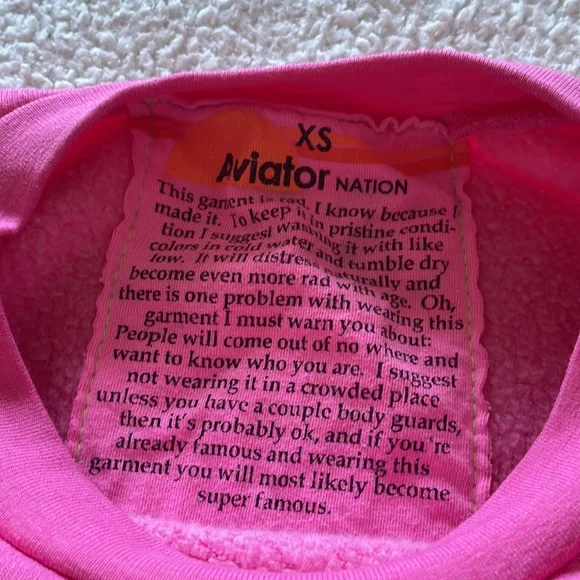 XS
Aviator NATION
This garment is rad, I know because I
made it. To keep it in pristine condi-
tion I suggest washing it with like
colors in cold water and tumble dry
low. It will distress naturally and
become even more rad with age. Oh,
there is one problem with wearing this
garment I must warn you about:
People will come out of no where and
want to know who you are. I suggest
not wearing it in a crowded place
unless you have a couple body guards,
then it's probably ok, and if you're
already famous and wearing this
garment you will most likely become
super famous.